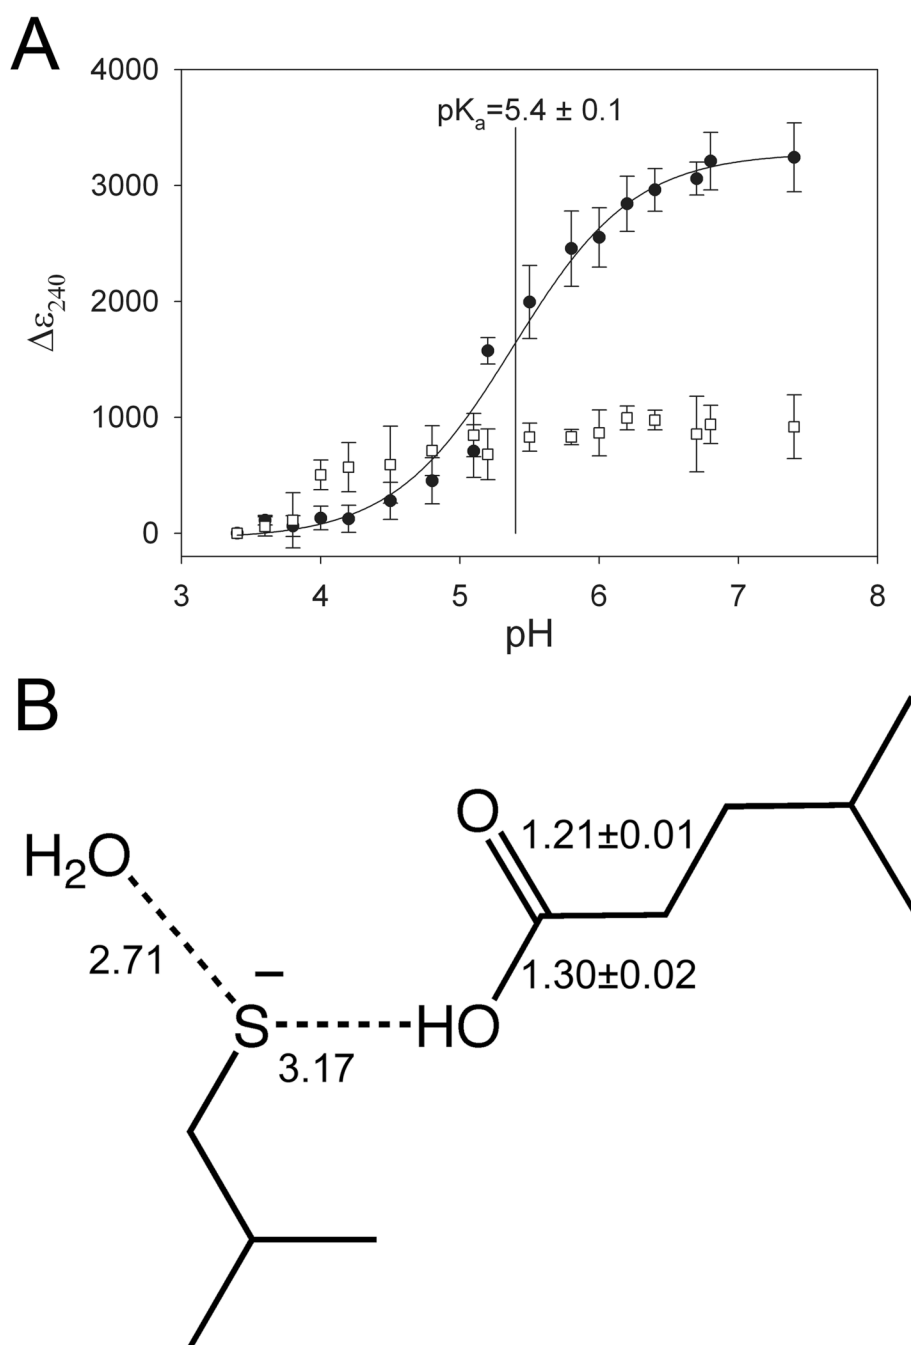 A
4000
pKₐ=5.4 ± 0.1
3000
Δε₂₄₀
2000
1000
0
3 4 5 6 7 8
pH
B
O
1.21±0.01
H₂O
2.71
1.30±0.02
–
S HO
3.17